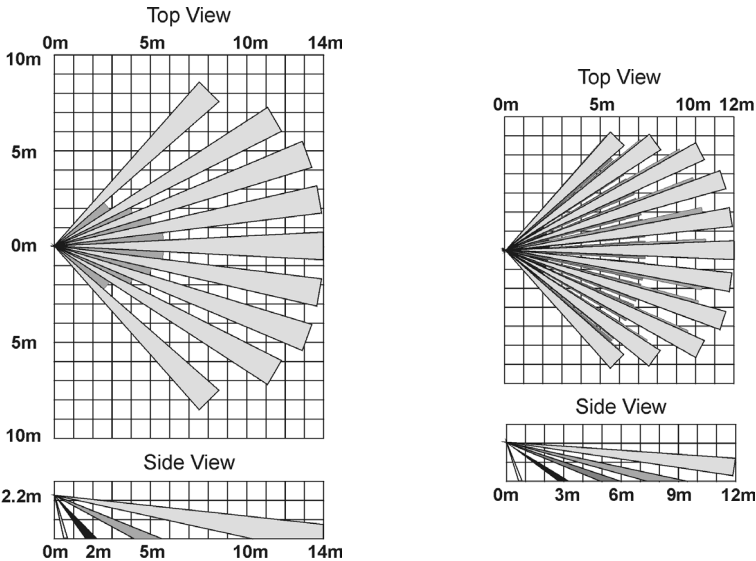 Top View
0m 5m 10m 14m
10m
5m
0m
5m
10m
Side View
2.2m
0m 2m 5m 10m 14m
Top View
0m 5m 10m 12m
Side View
0m 3m 6m 9m 12m